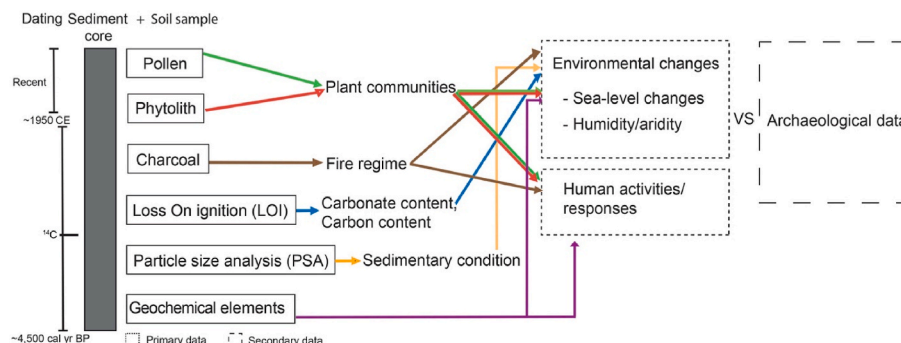 Dating Sediment + Soil sample
core
Recent
~1950 CE
14C
~4,500 cal yr BP
Pollen
Phytolith
Charcoal
Loss On ignition (LOI)
Particle size analysis (PSA)
Geochemical elements
Plant communities
Fire regime
Carbonate content,
Carbon content
Sedimentary condition
Environmental changes
- Sea-level changes
- Humidity/aridity
Human activities/
responses
VS
Archaeological data
Primary data
Secondary data